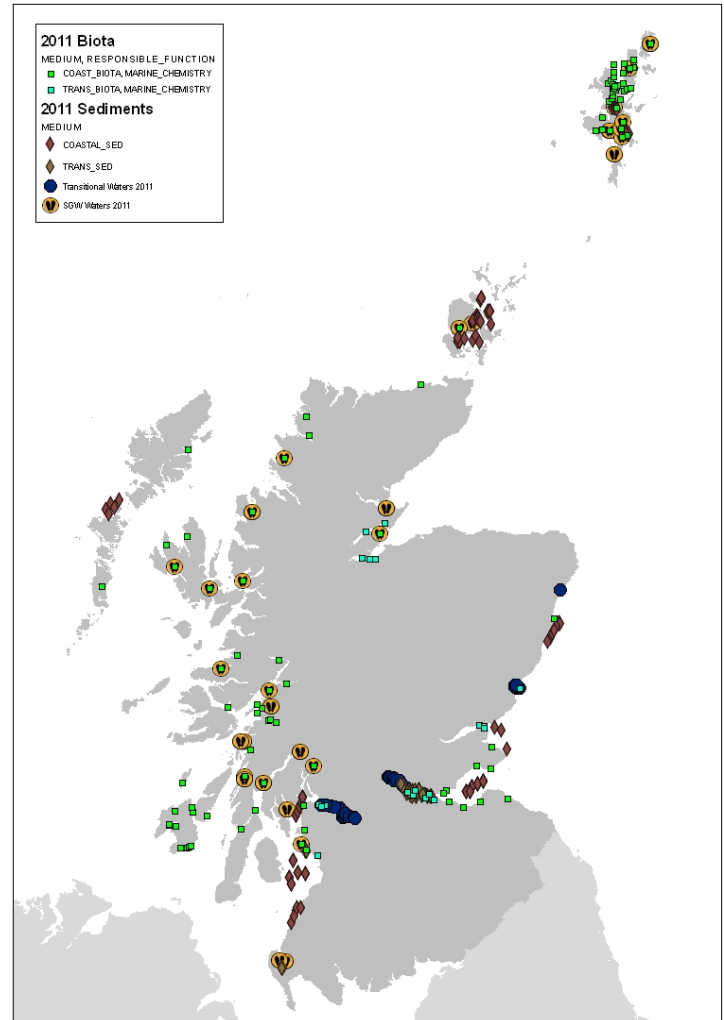 2011 Biota
MEDIUM, RESPONSIBLE_FUNCTION
COAST_BIOTA, MARINE_CHEMISTRY
TRANS_BIOTA, MARINE_CHEMISTRY
2011 Sediments
MEDIUM
COASTAL_SED
TRANS_SED
Transitional Waters 2011
SGW Waters 2011